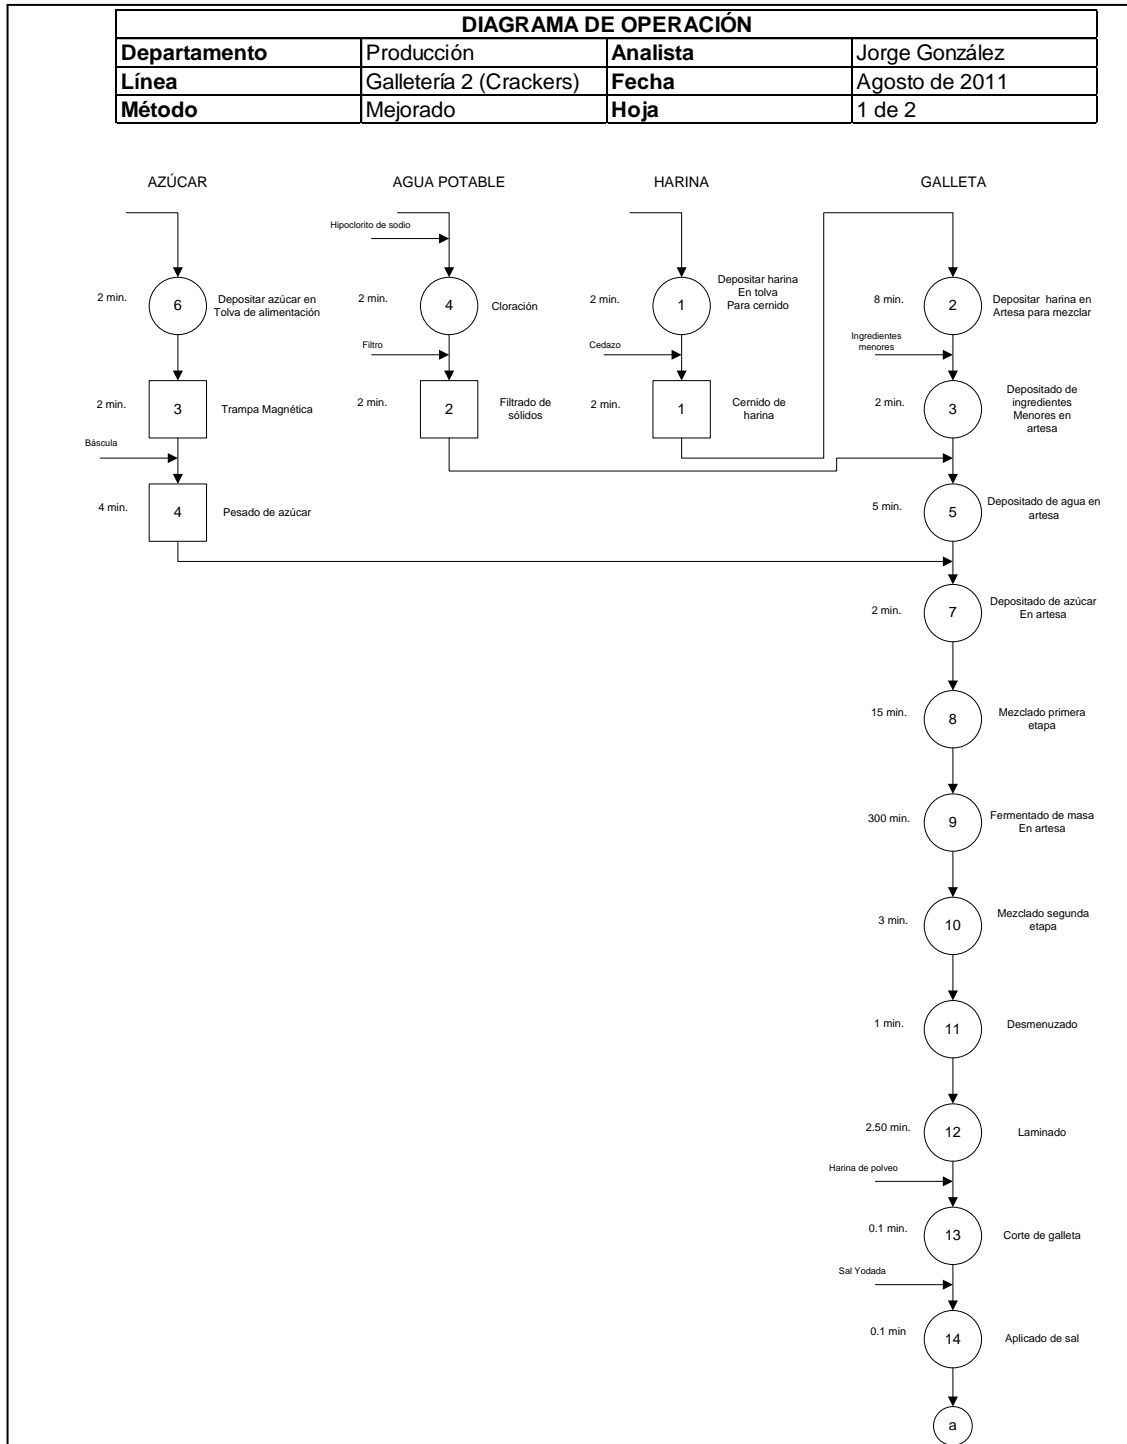 DIAGRAMA DE OPERACIÓN
Departamento Producción Analista Jorge González
Línea Galletería 2 (Crackers) Fecha Agosto de 2011
Método Mejorado Hoja 1 de 2
AZÚCAR AGUA POTABLE HARINA GALLETA
Hipoclorito de sodio
2 min.
6
Depositar azúcar en
Tolva de alimentación
2 min.
4
Cloración
2 min.
1
Depositar harina
En tolva
Para cernido
8 min.
2
Depositar harina en
Artesa para mezclar
Filtro
Cedazo
Ingredientes
menores
2 min.
3
Trampa Magnética
2 min.
2
Filtrado de
sólidos
2 min.
1
Cernido de
harina
2 min.
3
Depositado de
ingredientes
Menores en
artesa
Báscula
4 min.
4
Pesado de azúcar
5 min.
5
Depositado de agua en
artesa
2 min.
7
Depositado de azúcar
En artesa
15 min.
8
Mezclado primera
etapa
300 min.
9
Fermentado de masa
En artesa
3 min.
10
Mezclado segunda
etapa
1 min.
11
Desmenuzado
2.50 min.
12
Laminado
Harina de polveo
0.1 min.
13
Corte de galleta
Sal Yodada
0.1 min
14
Aplicado de sal
a